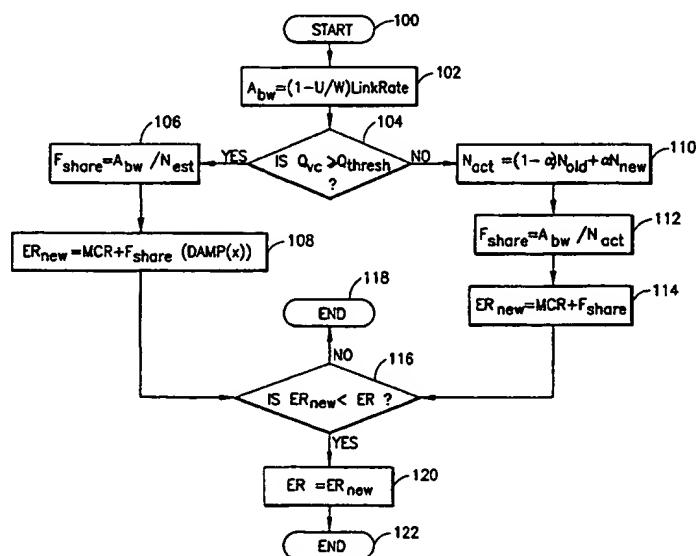 START
100
A_bw=(1-U/W)LinkRate
102
104
106
IS Q_vc ≥ Q_thresh
?
YES
NO
F_share=A_bw /N_est
N_act =(1- α)N_old+ αN_new
110
ER_new=MCR+F_share (DAMP(x))
108
F_share=A_bw /N_act
112
ER_new=MCR+F_share
114
118
END
NO
116
IS ER_new< ER ?
YES
ER =ER_new
120
END
122